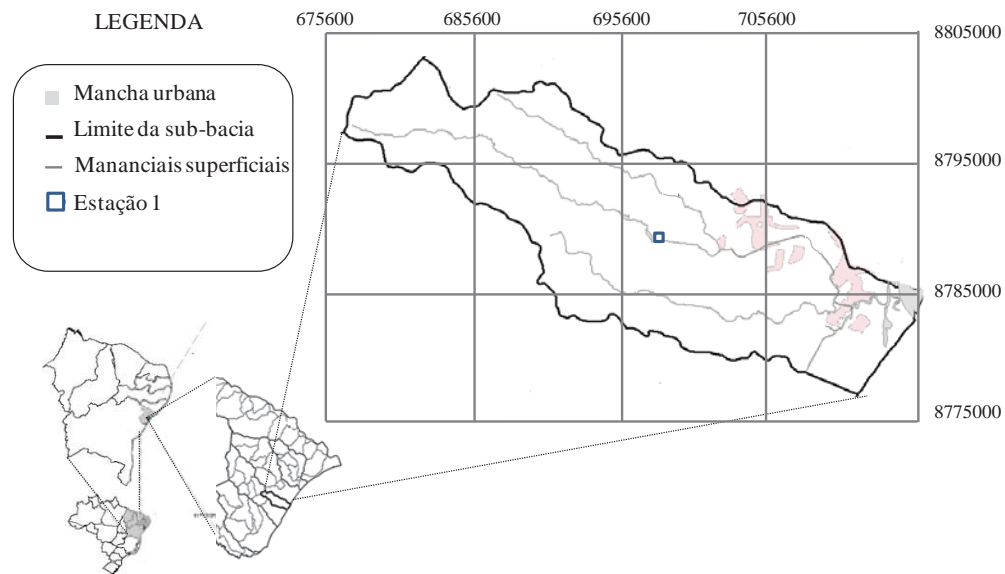 LEGENDA
Mancha urbana
Limite da sub-bacia
Mananciais superficiais
Estação 1
675600 685600 695600 705600
8805000
8795000
8785000
8775000